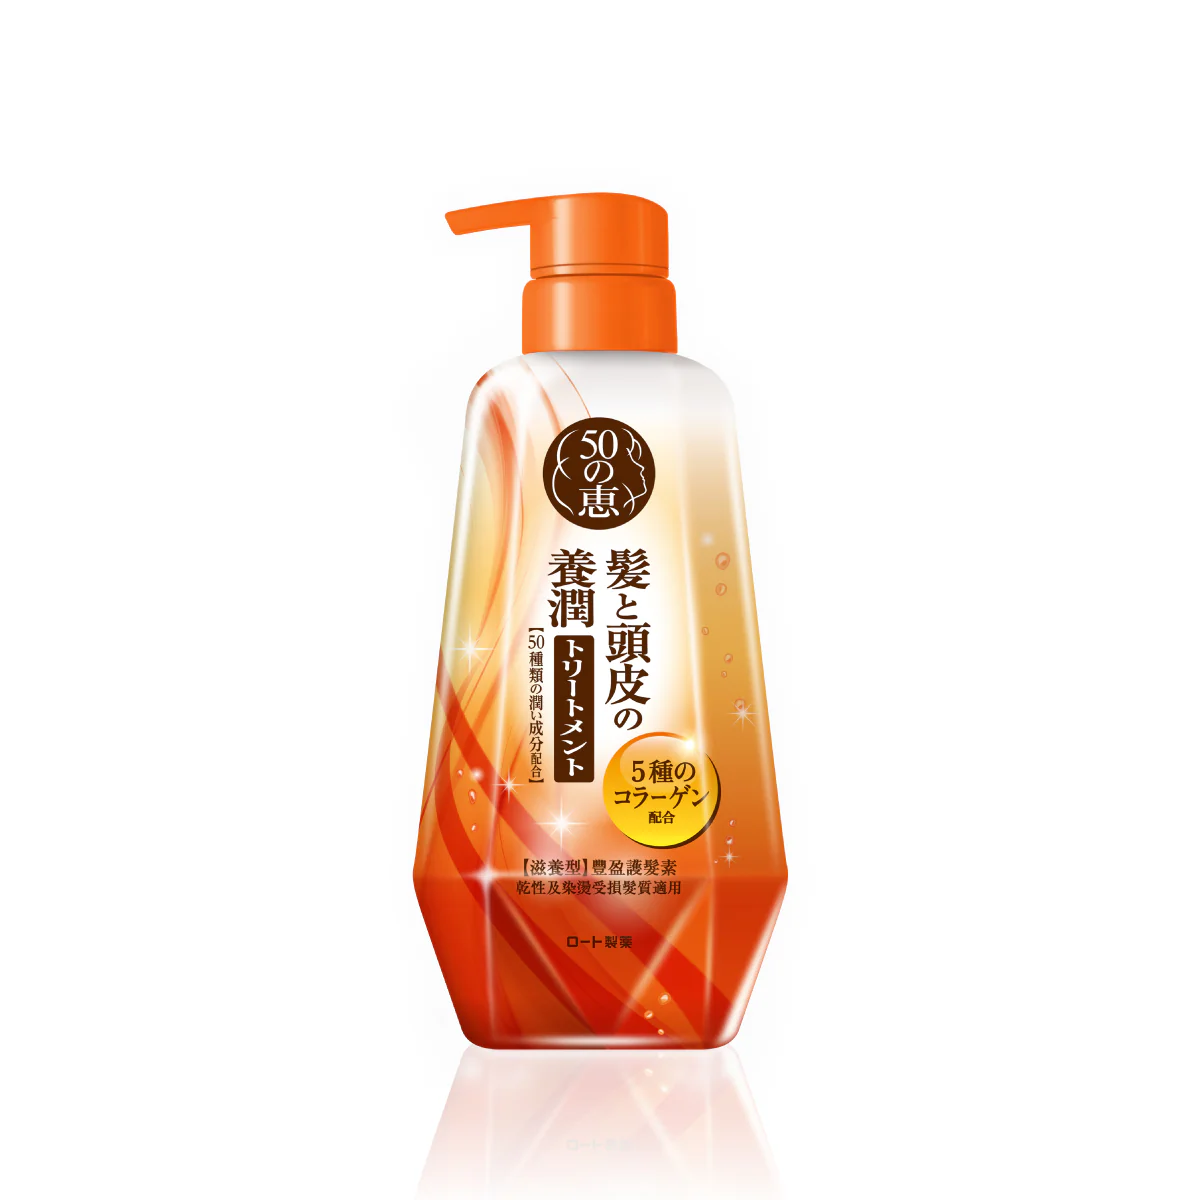 50
の
恵
髪と頭皮の
養潤
トリートメント
【50種類の潤い成分配合】
5種の
コラーゲン
配合
【滋養型】豐盈護髮素
乾性及染燙受損髮質適用
ロート製薬